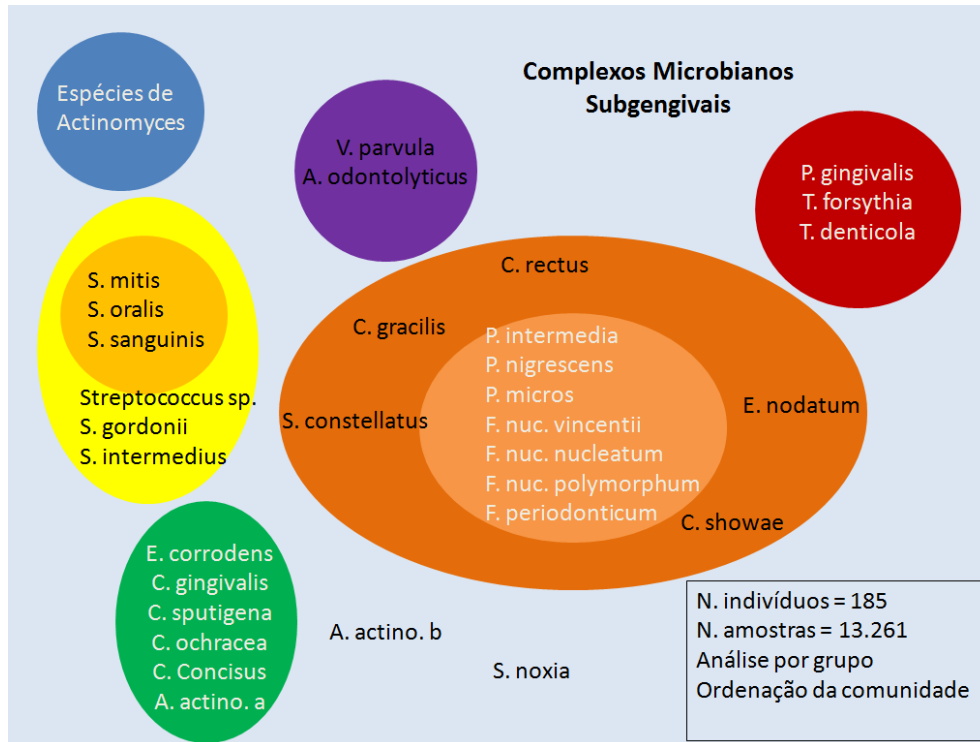 Complexos Microbianos
Subgengivais
Espécies de
Actinomyces
V. parvula
A. odontolyticus
P. gingivalis
T. forsythia
T. denticola
S. mitis
S. oralis
S. sanguinis
Streptococcus sp.
S. gordonii
S. intermedius
C. rectus
C. gracilis
S. constellatus
P. intermedia
P. nigrescens
P. micros
F. nuc. vincentii
F. nuc. nucleatum
F. nuc. polymorphum
F. periodonticum
E. nodatum
C. showae
E. corrodens
C. gingivalis
C. sputigena
C. ochracea
C. Concisus
A. actino. a
A. actino. b
S. noxia
N. indivíduos = 185
N. amostras = 13.261
Análise por grupo
Ordenação da comunidade